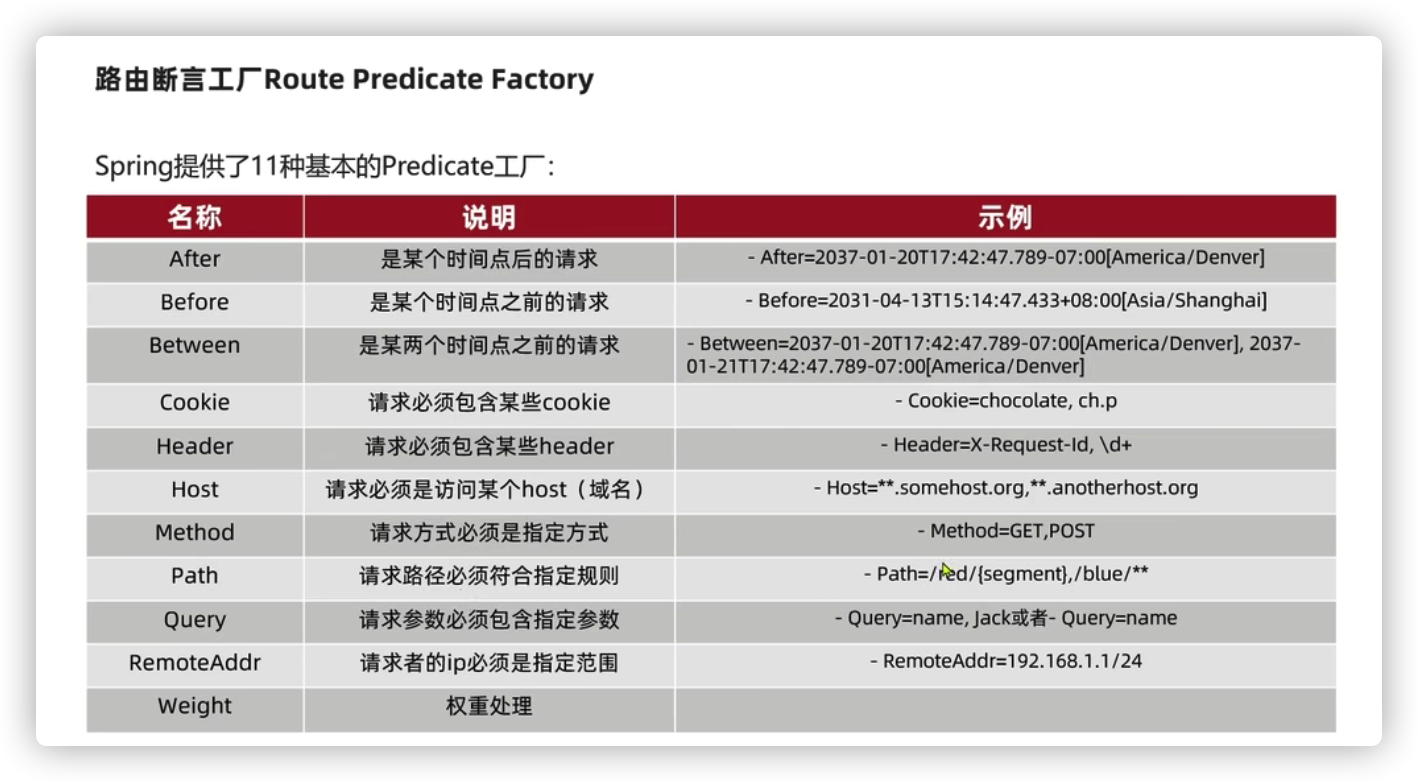 路由断言工厂Route Predicate Factory
Spring提供了11种基本的Predicate工厂：
名称 说明 示例
After 是某个时间点后的请求 - After=2037-01-20T17:42:47.789-07:00[America/Denver]
Before 是某个时间点之前的请求 - Before=2031-04-13T15:14:47.433+08:00[Asia/Shanghai]
Between 是某两个时间点之前的请求 - Between=2037-01-20T17:42:47.789-07:00[America/Denver], 2037-
01-21T17:42:47.789-07:00[America/Denver]
Cookie 请求必须包含某些cookie - Cookie=chocolate, ch.p
Header 请求必须包含某些header - Header=X-Request-Id, \d+
Host 请求必须是访问某个host（域名） - Host=**.somehost.org,**.anotherhost.org
Method 请求方式必须是指定方式 - Method=GET,POST
Path 请求路径必须符合指定规则 - Path=/red/{segment},/blue/**
Query 请求参数必须包含指定参数 - Query=name, Jack或者- Query=name
RemoteAddr 请求者的ip必须是指定范围 - RemoteAddr=192.168.1.1/24
Weight 权重处理